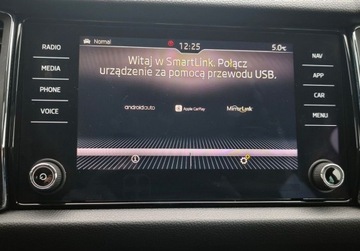 Normal
12:25
5.0°C
RADIO
MEDIA
PHONE
VOICE
NAV
APP
CAR
MENU
Witaj w SmartLink. Połącz
urządzenie za pomocą przewodu USB.
androidauto
Apple CarPlay
MirrorLink